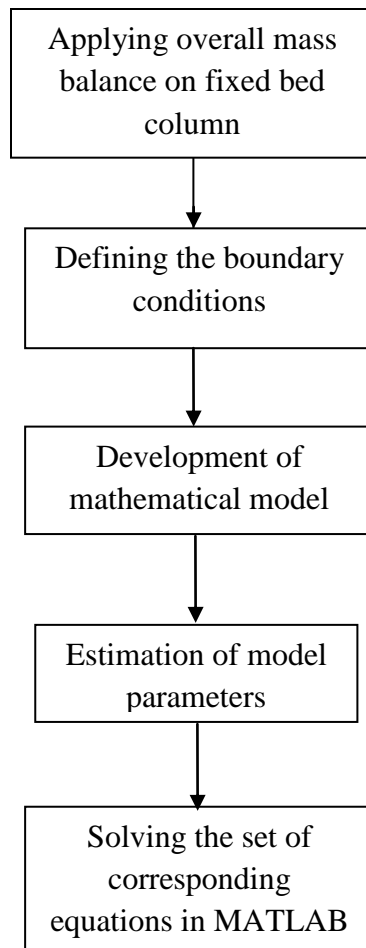 Applying overall mass
balance on fixed bed
column
Defining the boundary
conditions
Development of
mathematical model
Estimation of model
parameters
Solving the set of
corresponding
equations in MATLAB